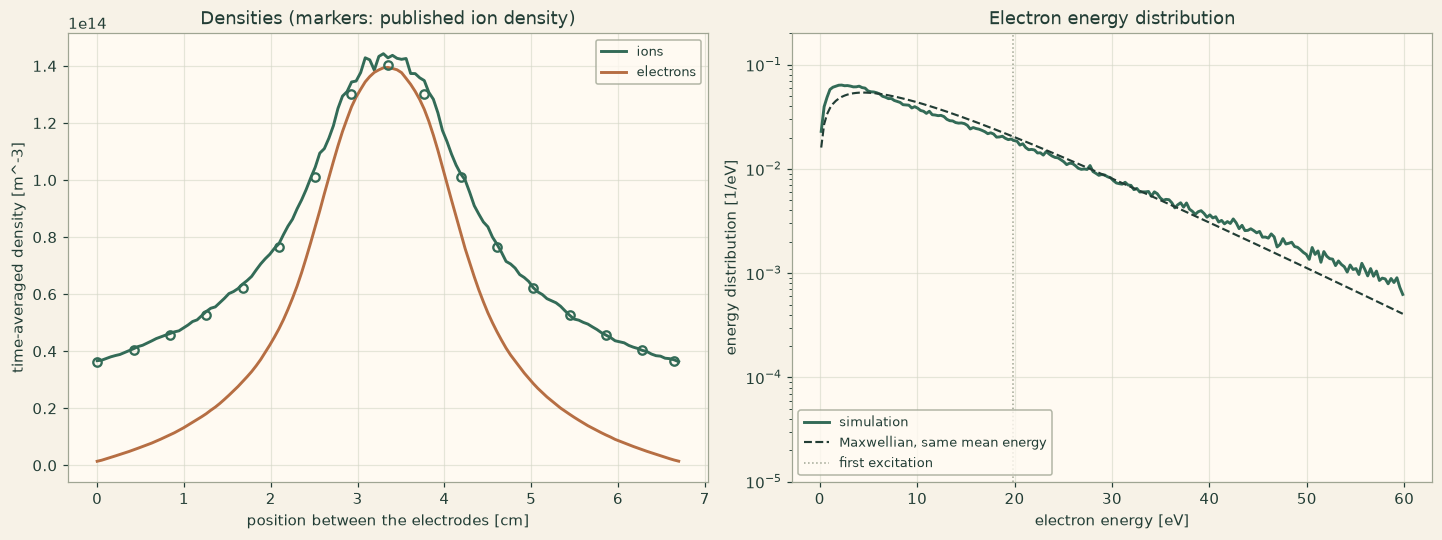 Densities (markers: published ion density)
1e14
ions
electrons
1.4
1.2
1.0
0.8
0.6
0.4
0.2
0.0
time-averaged density [m^-3]
0 1 2 3 4 5 6 7
position between the electrodes [cm]
Electron energy distribution
10⁻¹
10⁻²
10⁻³
10⁻⁴
10⁻⁵
energy distribution [1/eV]
simulation
Maxwellian, same mean energy
first excitation
0 10 20 30 40 50 60
electron energy [eV]